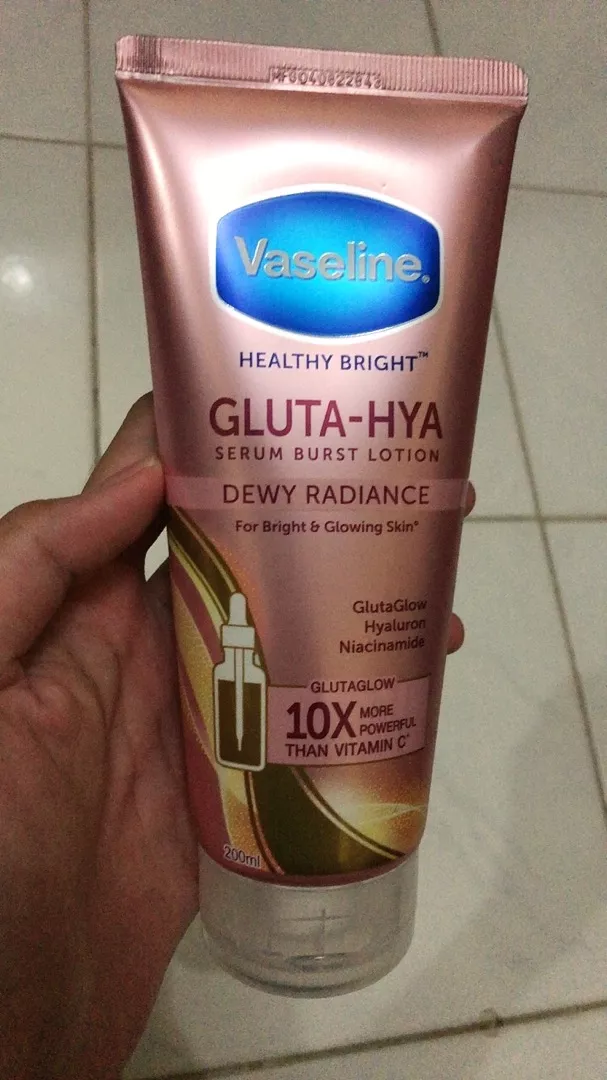 Vaseline®
HEALTHY BRIGHT™
GLUTA-HYA
SERUM BURST LOTION
DEWY RADIANCE
For Bright & Glowing Skin*
GlutaGlow
Hyaluron
Niacinamide
GLUTAGLOW
10X MORE
POWERFUL
THAN VITAMIN C*
200ml